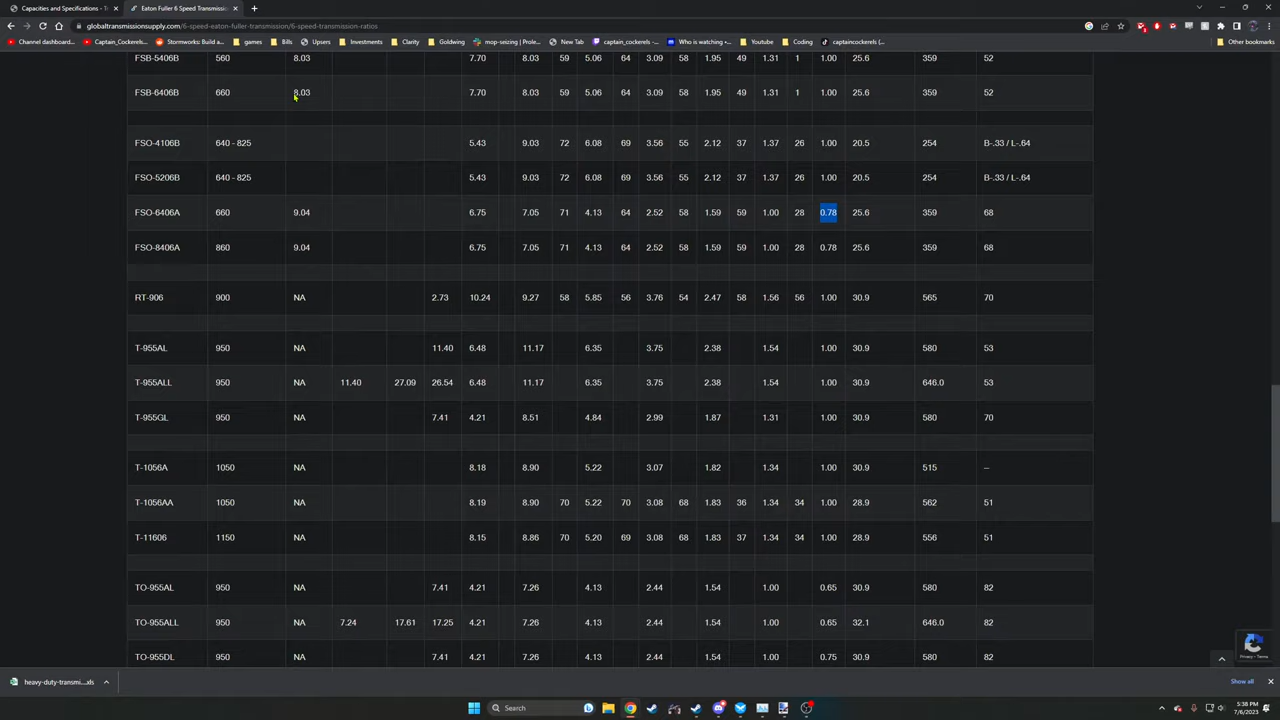 Capacities and Specifications - Tr
Eaton Fuller 6 Speed Transmissi
globaltransmissionsupply.com/6-speed-eaton-fuller-transmission/6-speed-transmission-ratios
Channel dashboard... Captain_Cockerels... Stormworks: Build a... games Bills Upsers Investments Clarity Goldwing mop-seizing | Prole... New Tab captain_cockerels -... Who is watching •... Youtube Coding captaincockerels (... Other bookmarks
FSB-5406B 560 8.03 7.70 8.03 59 5.06 64 3.09 58 1.95 49 1.31 1 1.00 25.6 359 52
FSB-6406B 660 8.03 7.70 8.03 59 5.06 64 3.09 58 1.95 49 1.31 1 1.00 25.6 359 52
FSO-4106B 640 - 825 5.43 9.03 72 6.08 69 3.56 55 2.12 37 1.37 26 1.00 20.5 254 B-.33 / L-.64
FSO-5206B 640 - 825 5.43 9.03 72 6.08 69 3.56 55 2.12 37 1.37 26 1.00 20.5 254 B-.33 / L-.64
FSO-6406A 660 9.04 6.75 7.05 71 4.13 64 2.52 58 1.59 59 1.00 28 0.78 25.6 359 68
FSO-8406A 860 9.04 6.75 7.05 71 4.13 64 2.52 58 1.59 59 1.00 28 0.78 25.6 359 68
RT-906 900 NA 2.73 10.24 9.27 58 5.85 56 3.76 54 2.47 58 1.56 56 1.00 30.9 565 70
T-955AL 950 NA 11.40 6.48 11.17 6.35 3.75 2.38 1.54 1.00 30.9 580 53
T-955ALL 950 NA 11.40 27.09 26.54 6.48 11.17 6.35 3.75 2.38 1.54 1.00 30.9 646.0 53
T-955GL 950 NA 7.41 4.21 8.51 4.84 2.99 1.87 1.31 1.00 30.9 580 70
T-1056A 1050 NA 8.18 8.90 5.22 3.07 1.82 1.34 1.00 30.9 515 –
T-1056AA 1050 NA 8.19 8.90 70 5.22 70 3.08 68 1.83 36 1.34 34 1.00 28.9 562 51
T-11606 1150 NA 8.15 8.86 70 5.20 69 3.08 68 1.83 37 1.34 34 1.00 28.9 556 51
TO-955AL 950 NA 7.41 4.21 7.26 4.13 2.44 1.54 1.00 0.65 30.9 580 82
TO-955ALL 950 NA 7.24 17.61 17.25 4.21 7.26 4.13 2.44 1.54 1.00 0.65 32.1 646.0 82
TO-955DL 950 NA 7.41 4.21 7.26 4.13 2.44 1.54 1.00 0.75 30.9 580 82
Privacy - Terms
heavy-duty-transmi....xls
Show all
Search
5:38 PM
7/6/2023